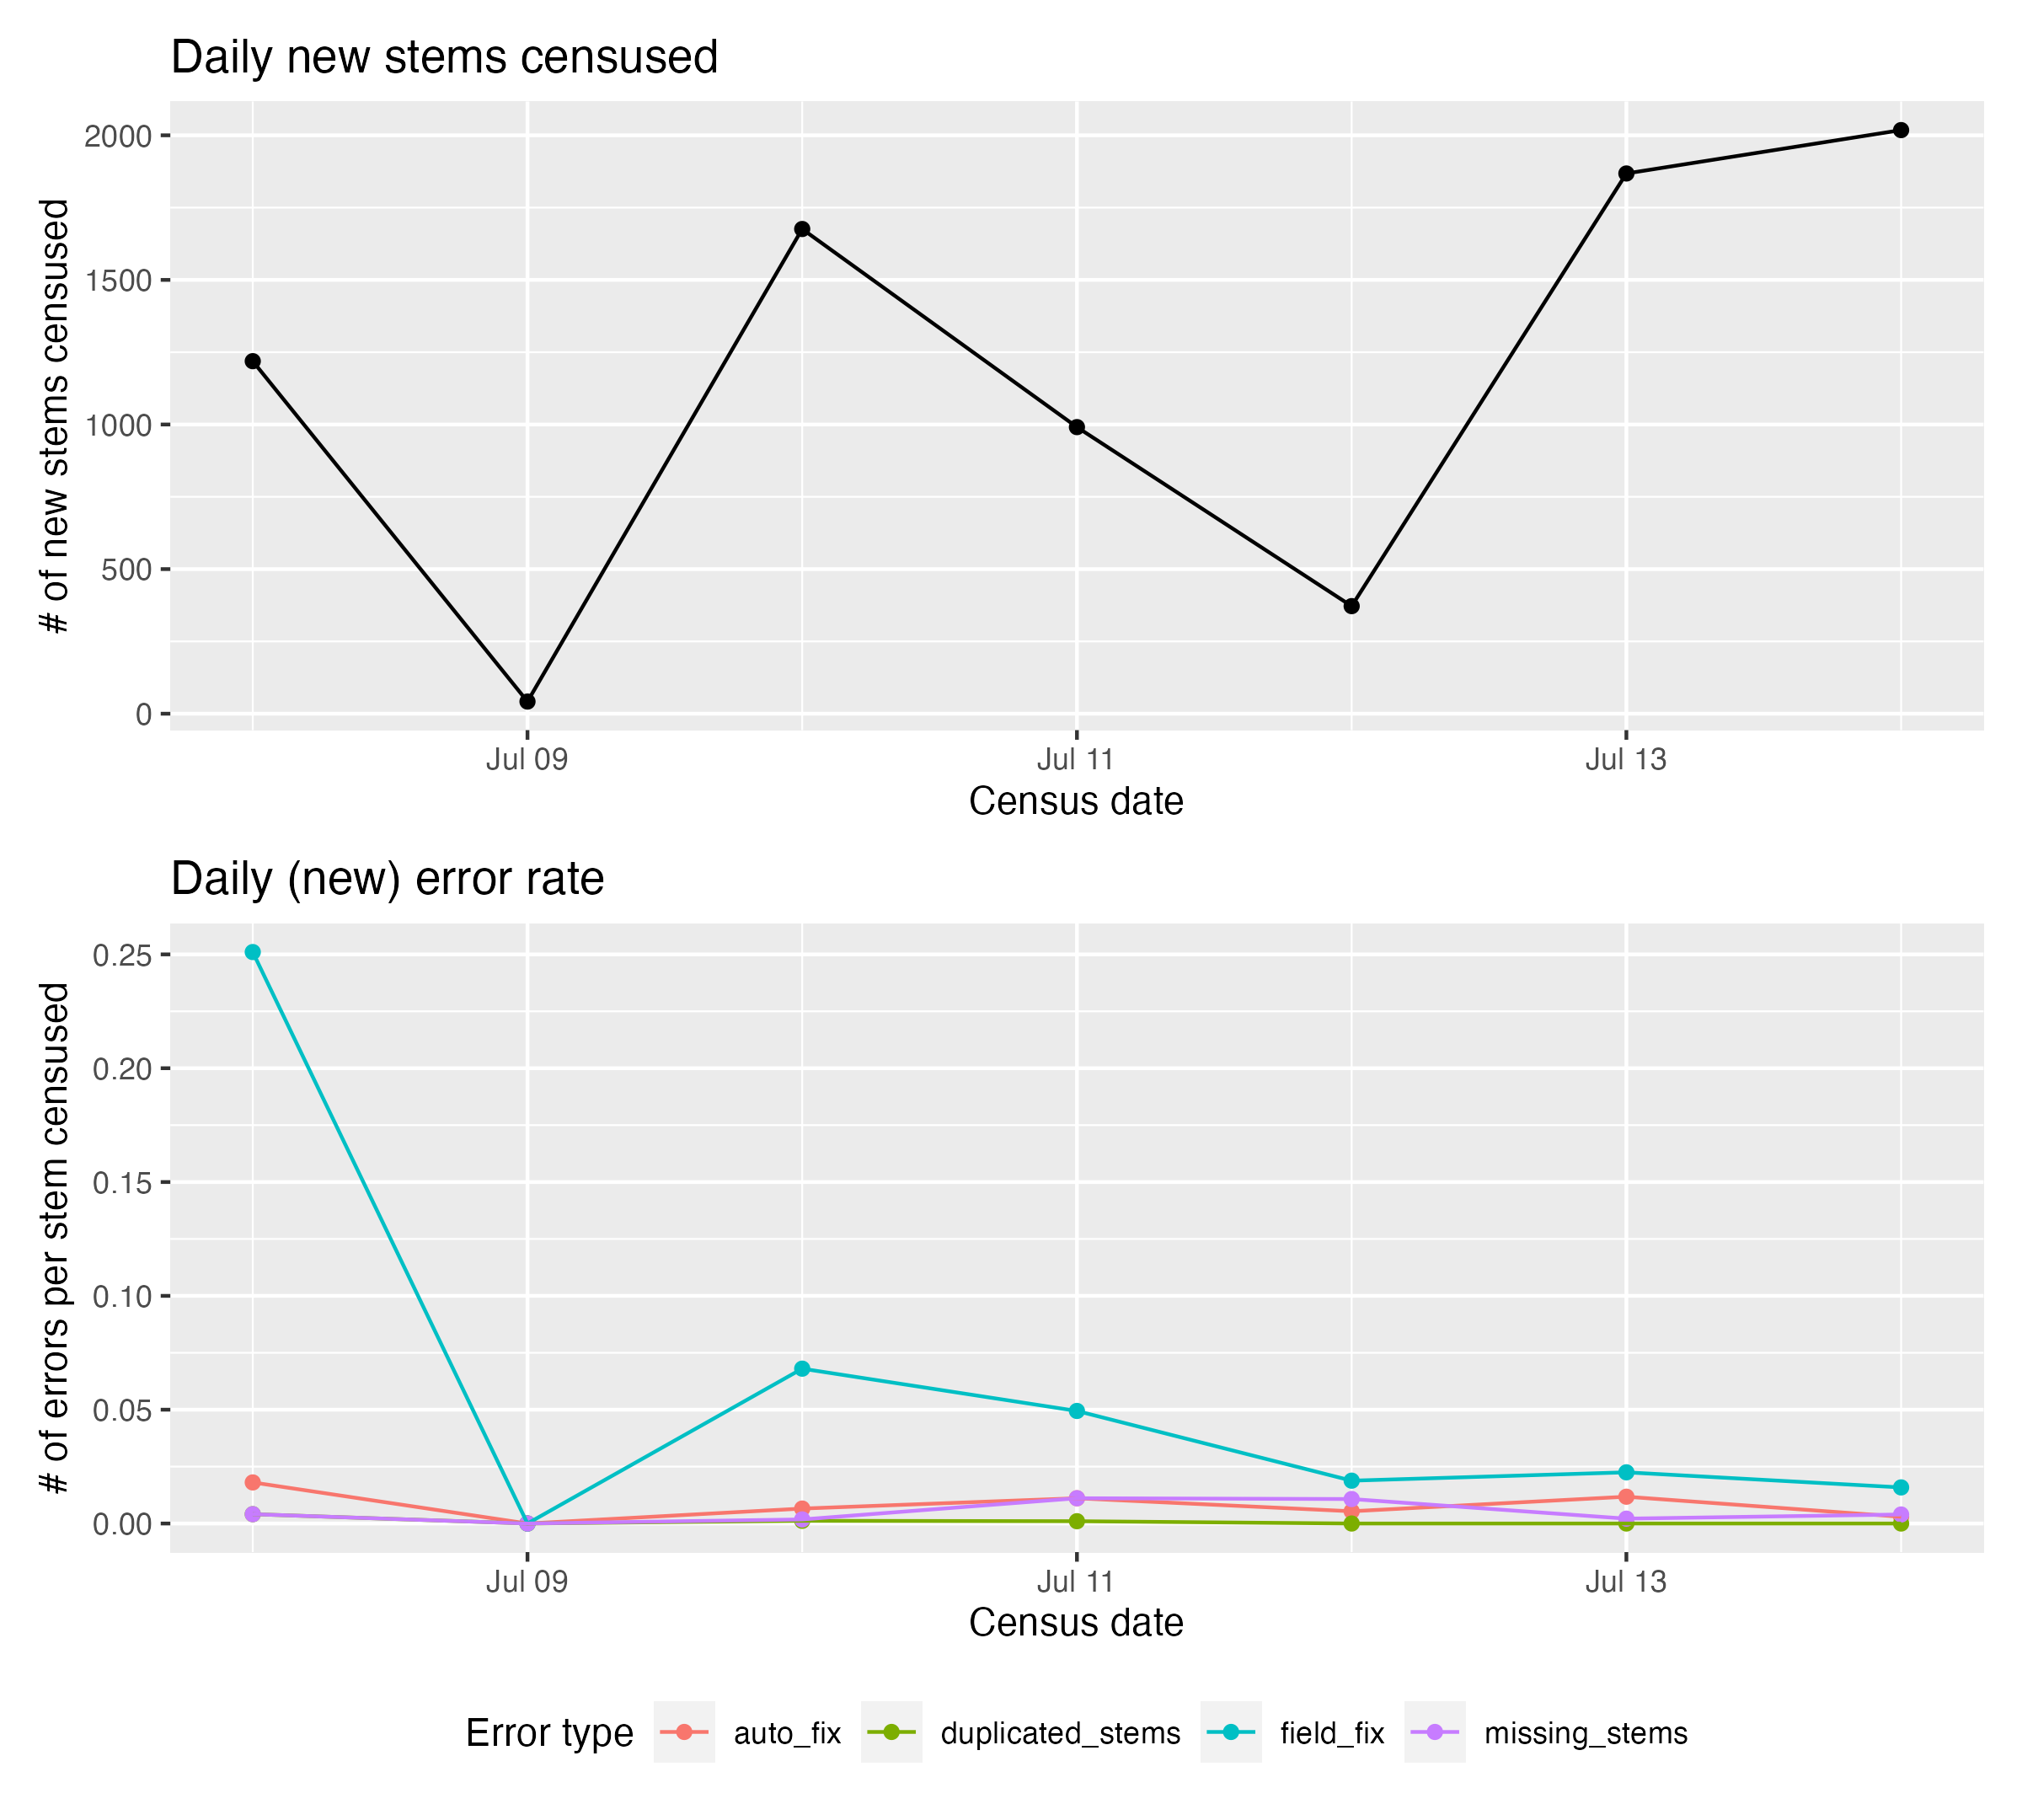 Daily new stems censused
# of new stems censused
2000
1500
1000
500
0
Jul 09 Jul 11 Jul 13
Census date
Daily (new) error rate
# of errors per stem censused
0.25
0.20
0.15
0.10
0.05
0.00
Jul 09 Jul 11 Jul 13
Census date
Error type auto_fix duplicated_stems field_fix missing_stems